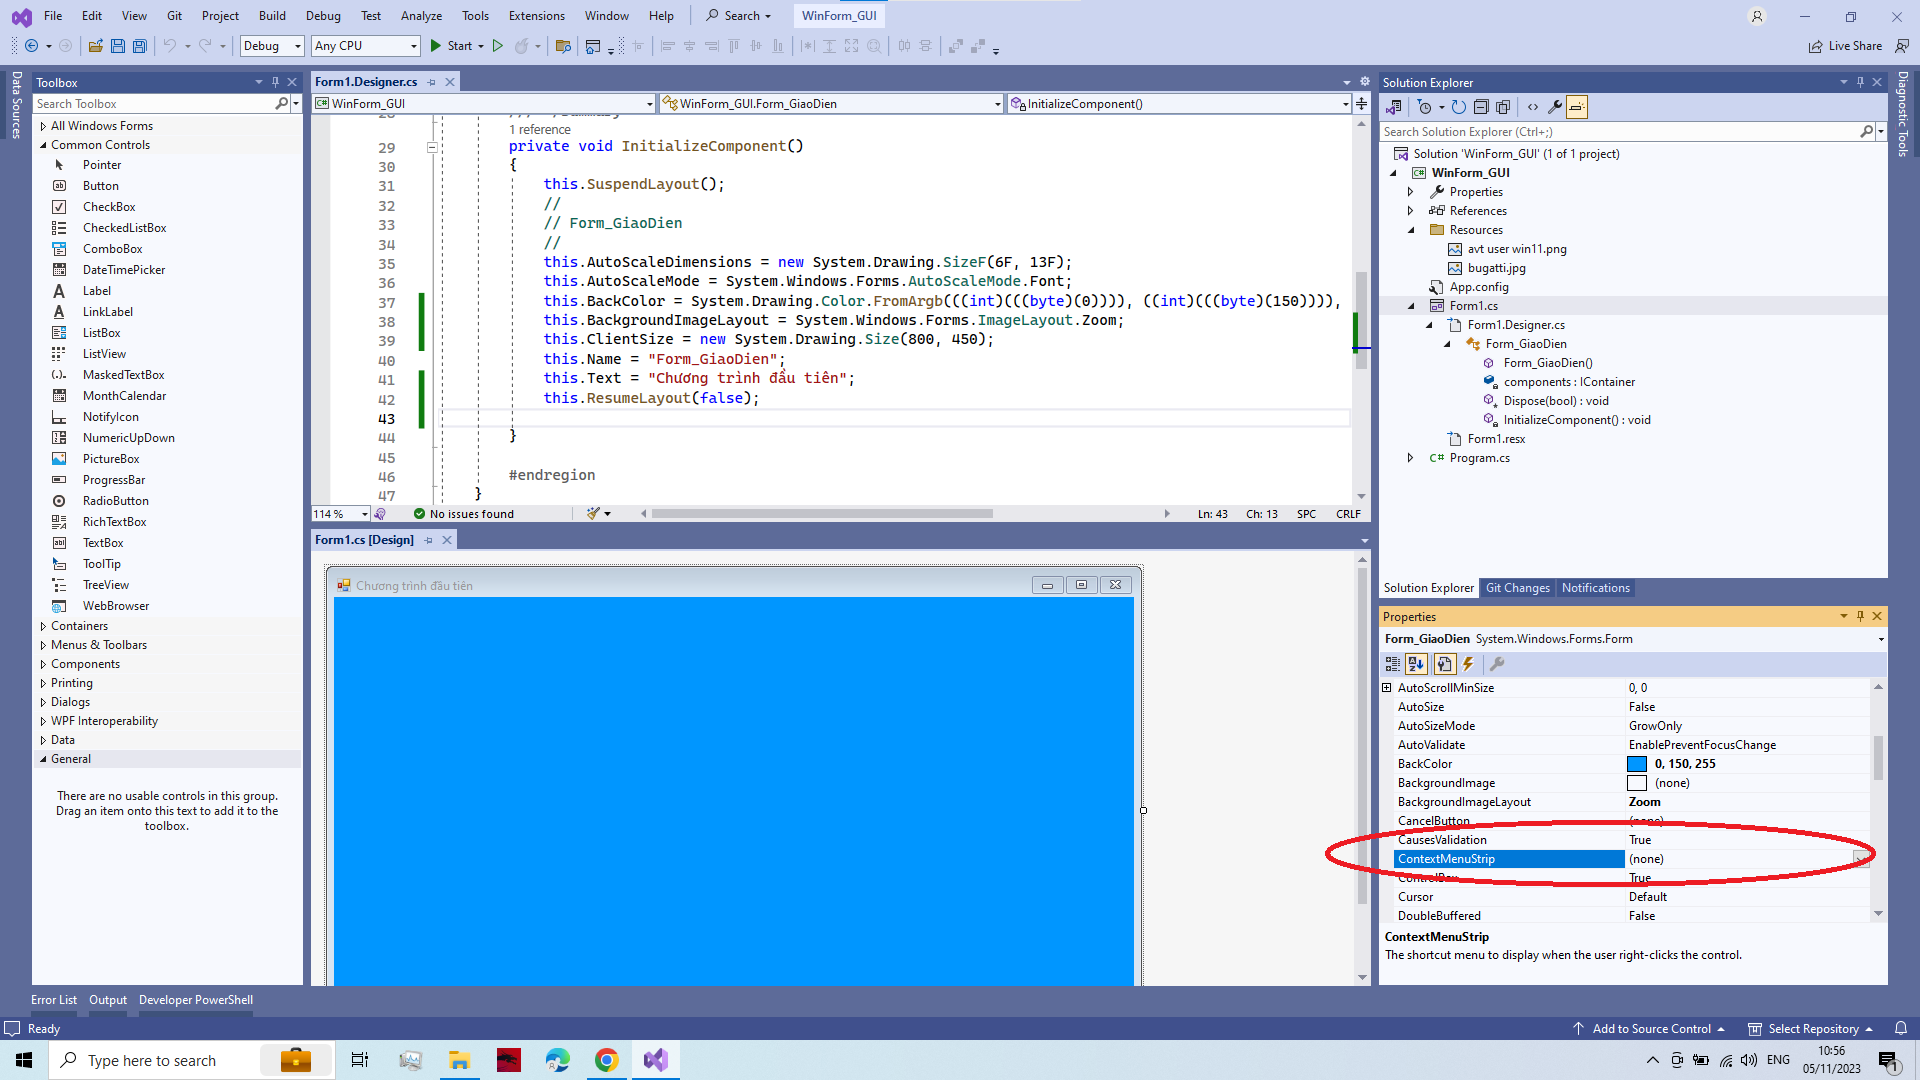 File Edit View Git Project Build Debug Test Analyze Tools Extensions Window Help Search WinForm_GUI
Debug Any CPU Start Live Share
Data Sources
Toolbox
Search Toolbox
All Windows Forms
Common Controls
Pointer
Button
CheckBox
CheckedListBox
ComboBox
DateTimePicker
Label
LinkLabel
ListBox
ListView
MaskedTextBox
MonthCalendar
NotifyIcon
NumericUpDown
PictureBox
ProgressBar
RadioButton
RichTextBox
TextBox
ToolTip
TreeView
WebBrowser
Containers
Menus & Toolbars
Components
Printing
Dialogs
WPF Interoperability
Data
General
There are no usable controls in this group.
Drag an item onto this text to add it to the
toolbox.
Form1.Designer.cs
WinForm_GUI WinForm_GUI.Form_GiaoDien InitializeComponent()
1 reference
29 private void InitializeComponent()
30 {
31 this.SuspendLayout();
32 //
33 // Form_GiaoDien
34 //
35 this.AutoScaleDimensions = new System.Drawing.SizeF(6F, 13F);
36 this.AutoScaleMode = System.Windows.Forms.AutoScaleMode.Font;
37 this.BackColor = System.Drawing.Color.FromArgb(((int)(((byte)(0)))), ((int)(((byte)(150)))),
38 this.BackgroundImageLayout = System.Windows.Forms.ImageLayout.Zoom;
39 this.ClientSize = new System.Drawing.Size(800, 450);
40 this.Name = "Form_GiaoDien";
41 this.Text = "Chương trình đầu tiên";
42 this.ResumeLayout(false);
43
44 }
45
46 #endregion
47 }
114 % No issues found Ln: 43 Ch: 13 SPC CRLF
Form1.cs [Design]
Chương trình đầu tiên
Solution Explorer
Search Solution Explorer (Ctrl+;)
Solution 'WinForm_GUI' (1 of 1 project)
WinForm_GUI
Properties
References
Resources
avt user win11.png
bugatti.jpg
App.config
Form1.cs
Form1.Designer.cs
Form_GiaoDien
Form_GiaoDien()
components : IContainer
Dispose(bool) : void
InitializeComponent() : void
Form1.resx
C# Program.cs
Solution Explorer Git Changes Notifications
Diagnostic Tools
Properties
Form_GiaoDien System.Windows.Forms.Form
AutoScrollMinSize 0, 0
AutoSize False
AutoSizeMode GrowOnly
AutoValidate EnablePreventFocusChange
BackColor 0, 150, 255
BackgroundImage (none)
BackgroundImageLayout Zoom
CancelButton (none)
CausesValidation True
ContextMenuStrip (none)
ControlBox True
Cursor Default
DoubleBuffered False
ContextMenuStrip
The shortcut menu to display when the user right-clicks the control.
Error List Output Developer PowerShell
Ready Add to Source Control Select Repository
Type here to search ENG 10:56
05/11/2023 1